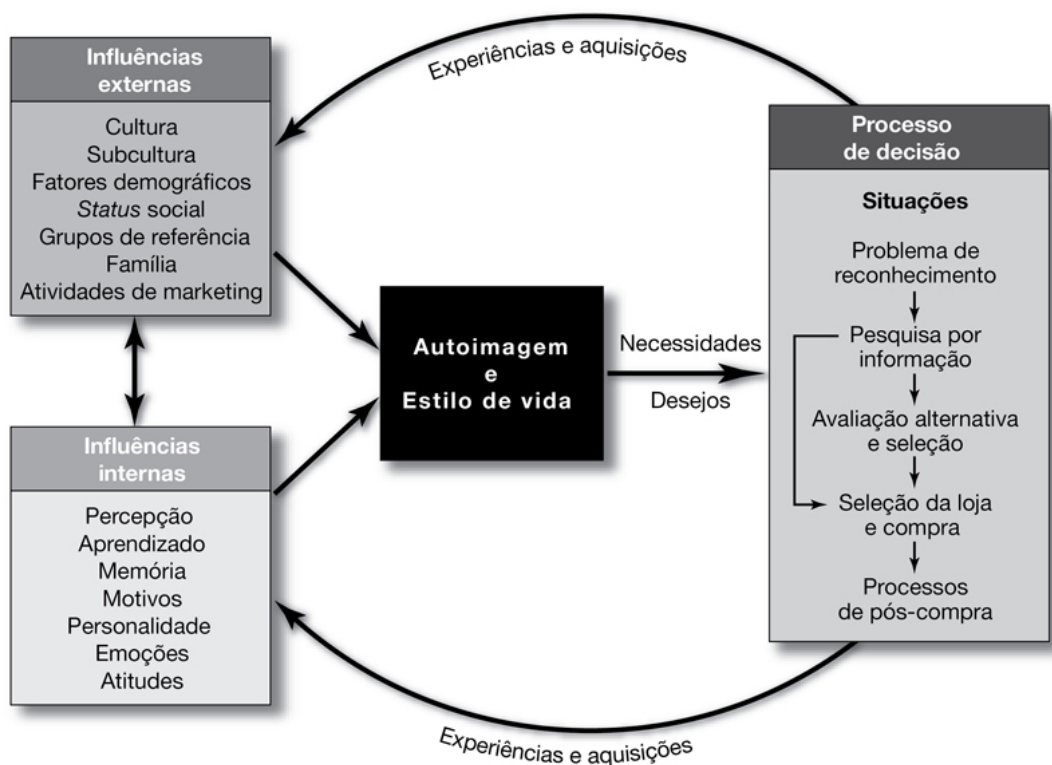 Experiências e aquisições
Influências
externas
Cultura
Subcultura
Fatores demográficos
Status social
Grupos de referência
Família
Atividades de marketing
Influências
internas
Percepção
Aprendizado
Memória
Motivos
Personalidade
Emoções
Atitudes
Autoimagem
e
Estilo de vida
Necessidades
Desejos
Processo
de decisão
Situações
Problema de
reconhecimento
Pesquisa por
informação
Avaliação alternativa
e seleção
Seleção da loja
e compra
Processos
de pós-compra
Experiências e aquisições